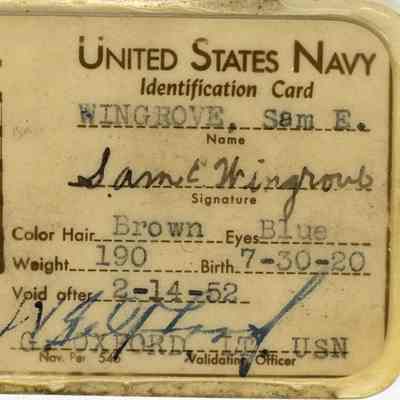 UNITED STATES NAVY
Identification Card
WINGROVE, Sam E.
Name
Sam E Wingrove
Signature
Color Hair Brown Eyes Blue
Weight 190 Birth 7-30-20
Void after 2-14-52
G. OXFORD, LT, USN
Nav. Per 546 Validating Officer